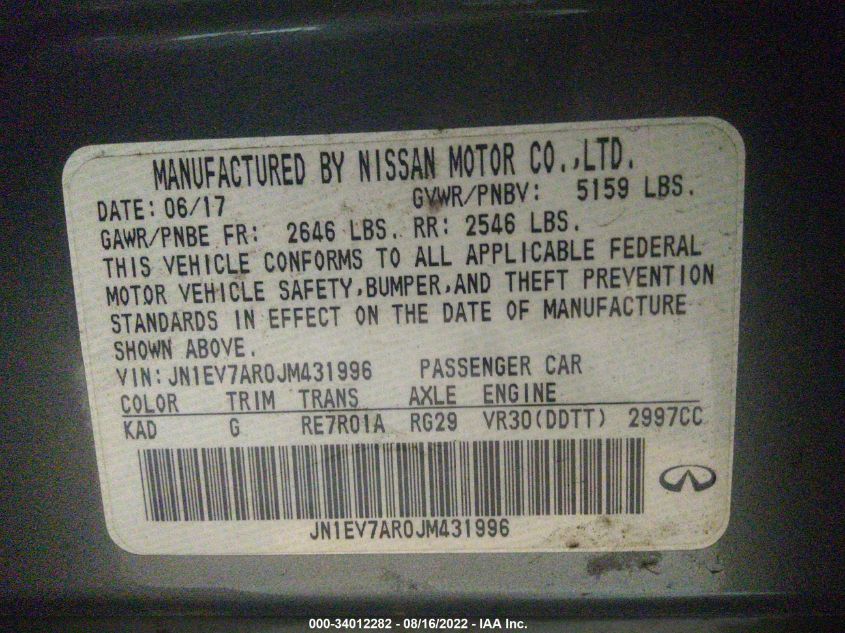 MANUFACTURED BY NISSAN MOTOR CO.,LTD.
DATE: 06/17 GVWR/PNBV: 5159 LBS.
GAWR/PNBE FR: 2646 LBS. RR: 2546 LBS.
THIS VEHICLE CONFORMS TO ALL APPLICABLE FEDERAL
MOTOR VEHICLE SAFETY,BUMPER,AND THEFT PREVENTION
STANDARDS IN EFFECT ON THE DATE OF MANUFACTURE
SHOWN ABOVE.
VIN: JN1EV7AR0JM431996 PASSENGER CAR
COLOR TRIM TRANS AXLE ENGINE
KAD G RE7R01A RG29 VR30(DDTT) 2997CC
JN1EV7AR0JM431996
000-34012282 - 08/16/2022 - IAA Inc.